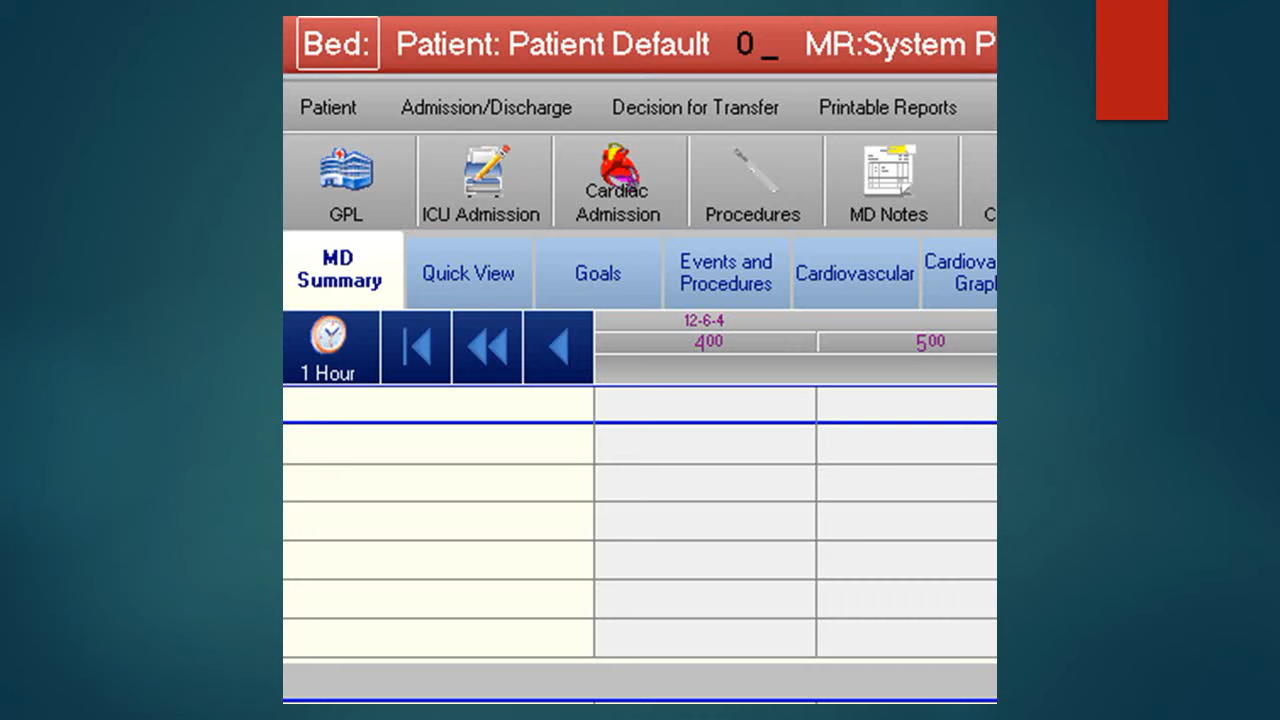 Bed: Patient: Patient Default 0_ MR:System P
Patient Admission/Discharge Decision for Transfer Printable Reports
GPL ICU Admission Cardiac Admission Procedures MD Notes C
MD Summary Quick View Goals Events and Procedures Cardiovascular Cardiova Grap
12-6-4
400 500
1 Hour